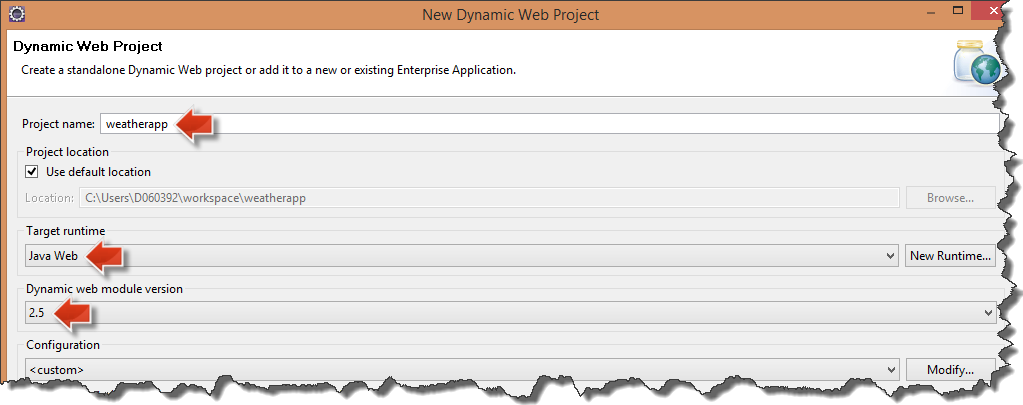 New Dynamic Web Project
Dynamic Web Project
Create a standalone Dynamic Web project or add it to a new or existing Enterprise Application.
Project name: weatherapp
Project location
Use default location
Location: C:\Users\D060392\workspace\weatherapp Browse...
Target runtime
Java Web New Runtime...
Dynamic web module version
2.5
Configuration
<custom> Modify...